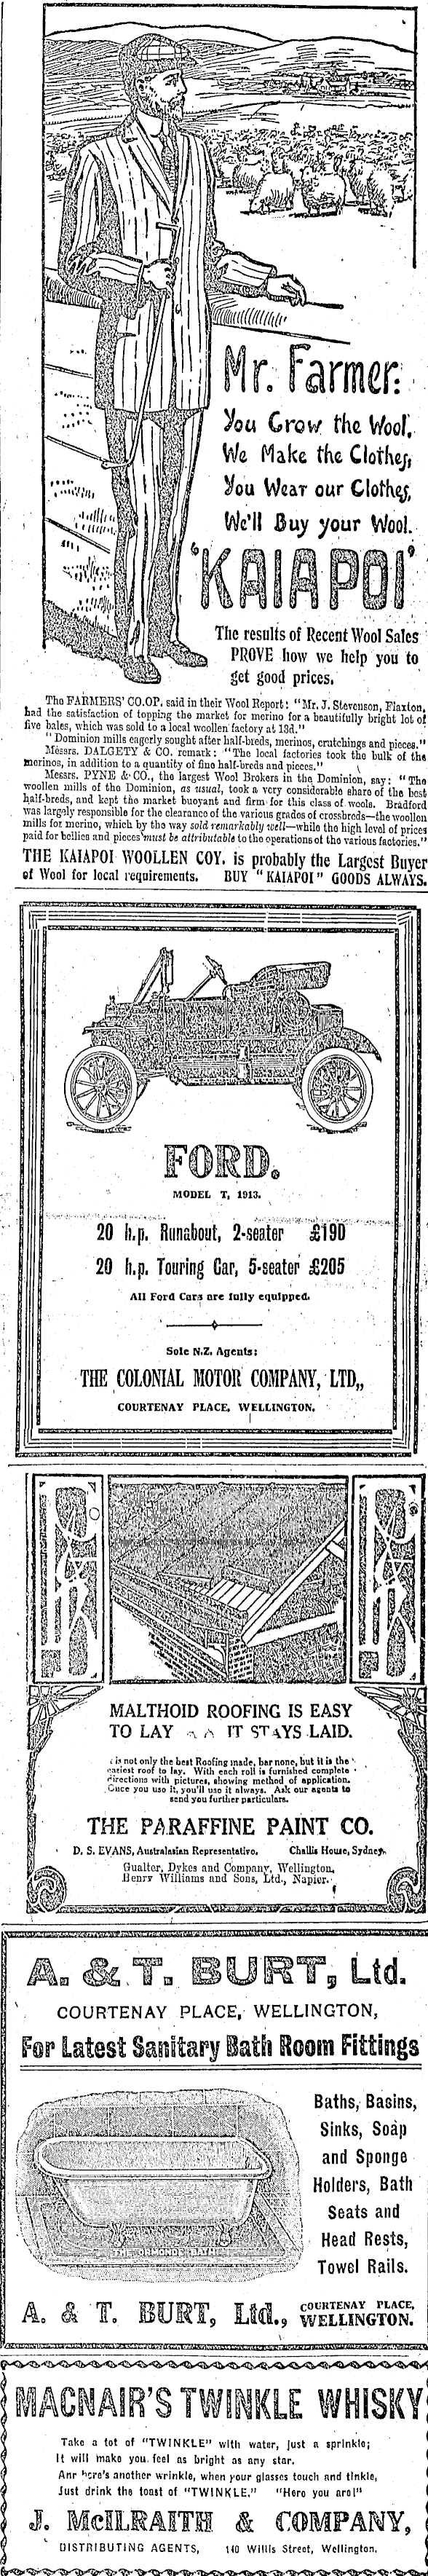 Mr. Farmer:
You Grow the Wool,
We Make the Clothes,
You Wear our Clothes,
We'll Buy your Wool.
'KAIAPOI'
The results of Recent Wool Sales
PROVE how we help you to
get good prices.
The FARMERS' CO.OP. said in their Wool Report: "Mr. J. Stevenson, Flaxton,
had the satisfaction of topping the market for merino for a beautifully bright lot of
five bales, which was sold to a local woollen factory at 13d."
"Dominion mills eagerly sought after half-breds, merinos, crutchings and pieces."
Messrs. DALGETY & CO. remark: "The local factories took the bulk of the
merinos, in addition to a quantity of fine half-breds and pieces."
Messrs. PYNE & CO., the largest Wool Brokers in the Dominion, say: "The
woollen mills of the Dominion, as usual, took a very considerable share of the best
half-breds, and kept the market buoyant and firm for this class of wools. Bradford
was largely responsible for the clearance of the various grades of crossbreds—the woollen
mills for merino, which by the way sold remarkably well—while the high level of prices
paid for bellies and pieces must be attributable to the operations of the various factories."
THE KAIAPOI WOOLLEN COY. is probably the Largest Buyer
of Wool for local requirements. BUY "KAIAPOI" GOODS ALWAYS.
FORD.
MODEL T, 1913.
20 h.p. Runabout, 2-seater £190
20 h.p. Touring Car, 5-seater £205
All Ford Cars are fully equipped.
Sole N.Z. Agents:
THE COLONIAL MOTOR COMPANY, LTD.,
COURTENAY PLACE, WELLINGTON.
MALTHOID ROOFING IS EASY
TO LAY IT STAYS LAID.
is not only the best Roofing made, bar none, but it is the
easiest roof to lay. With each roll is furnished complete
directions with pictures, showing method of application.
Once you use it, you'll use it always. Ask our agents to
send you further particulars.
THE PARAFFINE PAINT CO.
D. S. EVANS, Australasian Representative. Challis House, Sydney.
Gualter, Dykes and Company, Wellington.
Henry Williams and Sons, Ltd., Napier.
A. & T. BURT, Ltd.
COURTENAY PLACE, WELLINGTON,
For Latest Sanitary Bath Room Fittings
Baths, Basins,
Sinks, Soap
and Sponge
Holders, Bath
Seats and
Head Rests,
Towel Rails.
THE ORMONDE BATH
A. & T. BURT, Ltd., COURTENAY PLACE,
WELLINGTON.
MACNAIR'S TWINKLE WHISKY
Take a tot of "TWINKLE" with water, just a sprinkle;
It will make you feel as bright as any star.
And here's another wrinkle, when your glasses touch and tinkle,
Just drink the toast of "TWINKLE." "Here you are!"
J. McILRAITH & COMPANY,
DISTRIBUTING AGENTS, 140 Willis Street, Wellington.